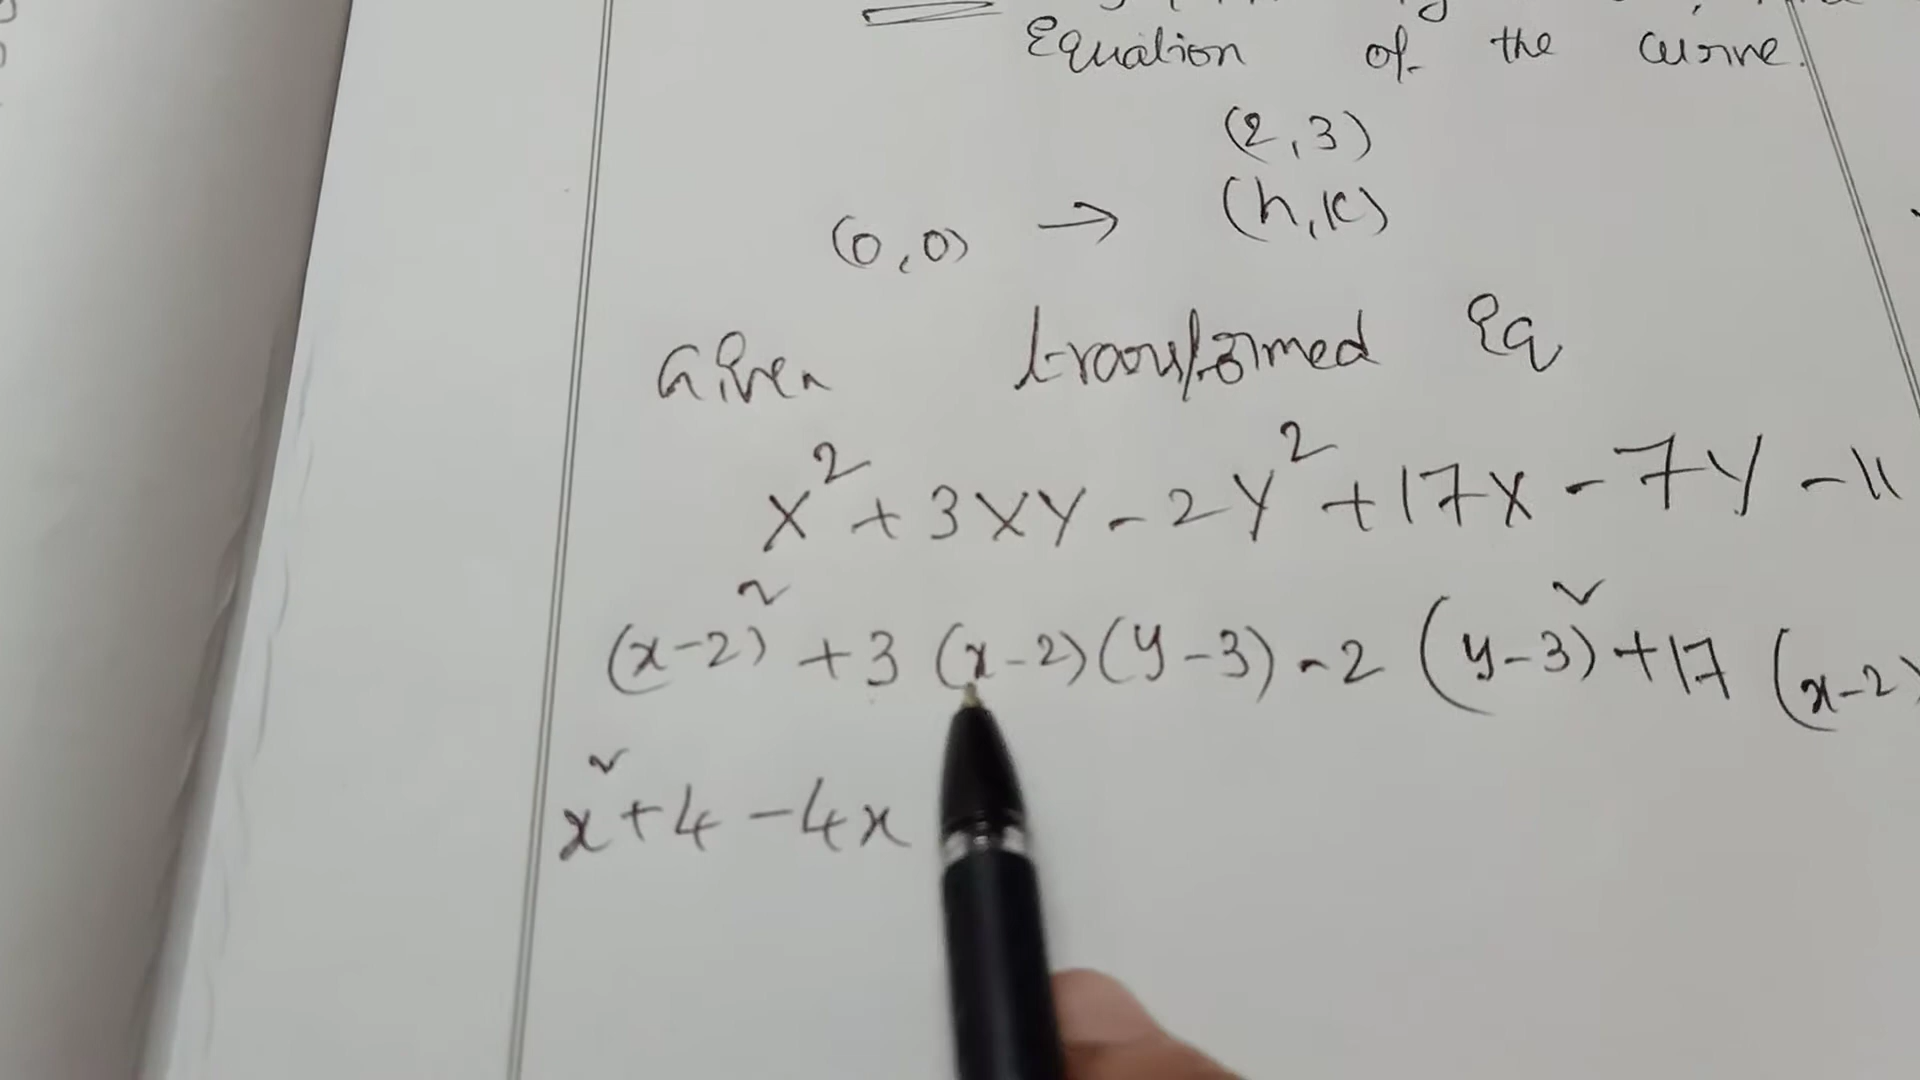 Equation of the curve.
(2,3)
(0,0) → (h,k)
Given transformed Eq
X² + 3XY - 2Y² + 17X - 7Y - 11
(x-2)² + 3 (x-2)(y-3) - 2 (y-3)² + 17 (x-2)
x² + 4 - 4x